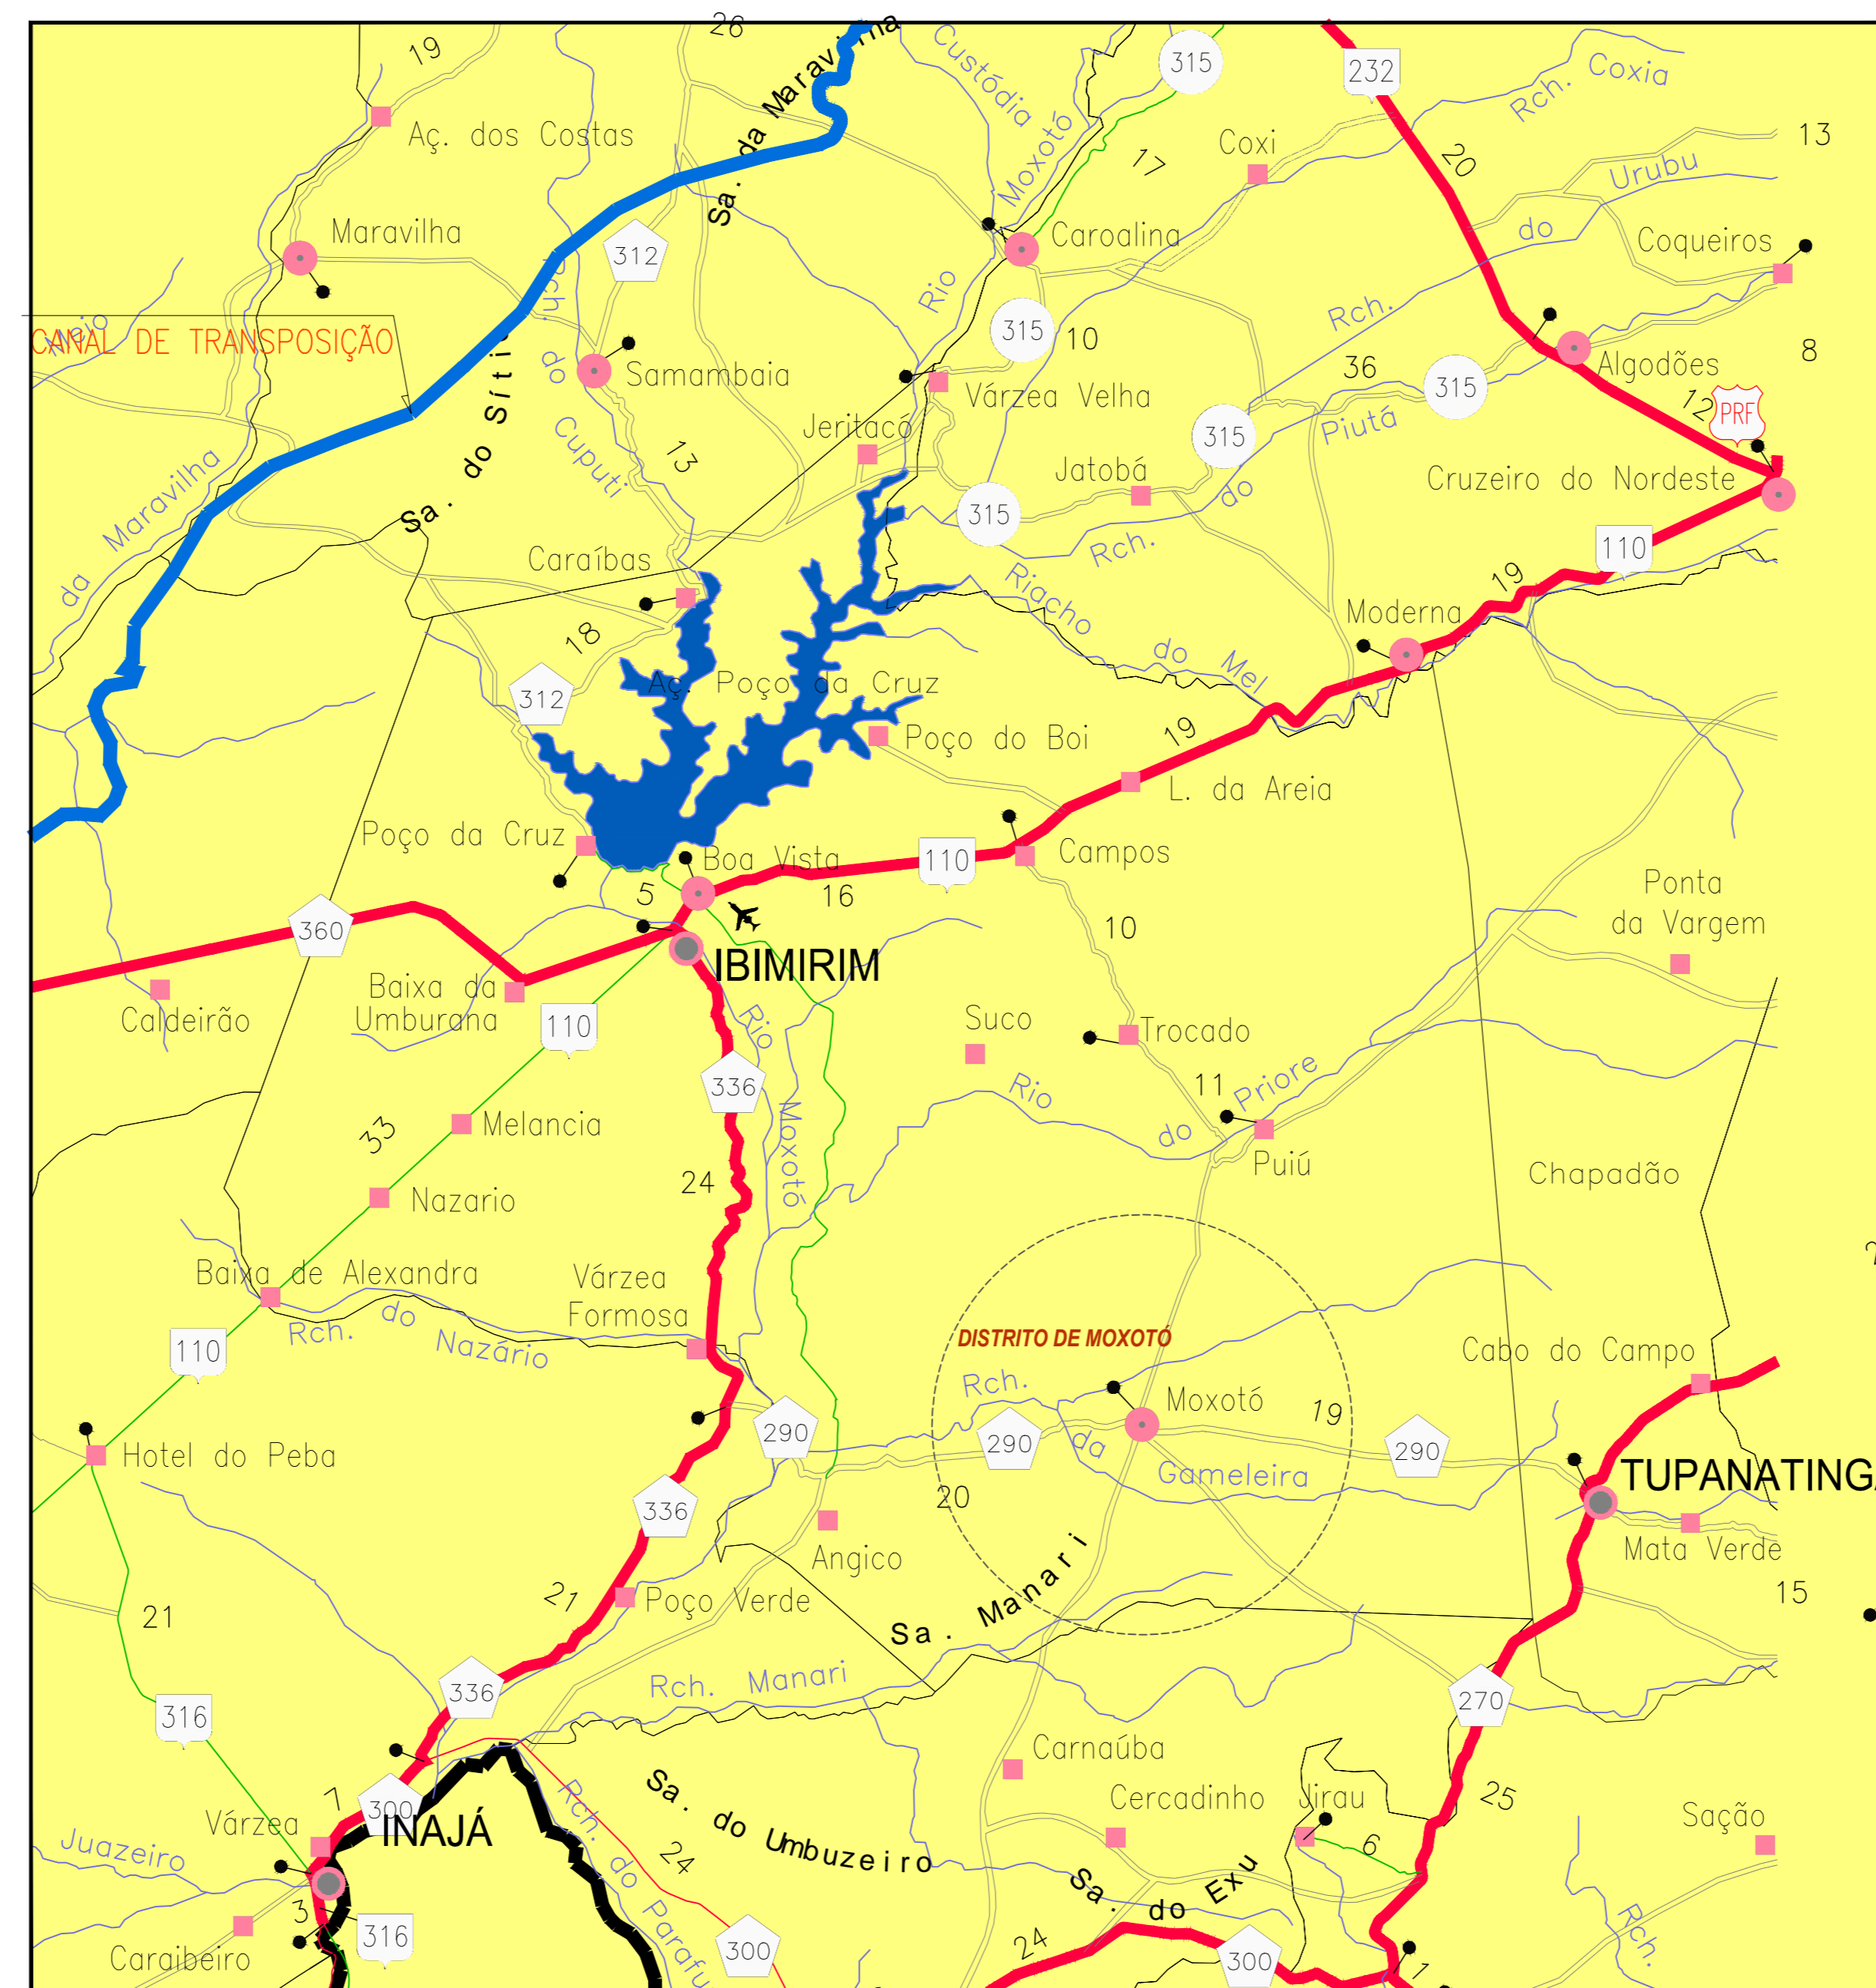 26
19
Sa. da Maravilha
Custódia
315
232
Rch. Coxia
Aç. dos Costas
Moxotó
17
Coxi
20
13
Urubu
Maravilha
312
Caroalina
do
Coqueiros
Rio
Rch.
Meio
CANAL DE TRANSPOSIÇÃO
Rch. do Cuputi
315
10
36
315
Algodões
8
Samambaia
Várzea Velha
12
PRF
Sa. do Sítio
Jeritacó
315
Piutá
Maravilha
13
Jatobá
do
Cruzeiro do Nordeste
315
Rch.
110
da
Caraíbas
Riacho
19
18
Moderna
do
Mel
312
Aç. Poço da Cruz
Poço do Boi
19
L. da Areia
Poço da Cruz
Boa Vista
110
Campos
5
16
Ponta
da Vargem
360
10
IBIMIRIM
Baixa da
Umburana
Caldeirão
110
Rio
Suco
Trocado
336
Moxotó
Rio
11
Priore
do
Puiú
33
Melancia
24
Chapadão
Nazario
Baixa de Alexandra
Várzea
Formosa
do
Rch.
Nazário
110
DISTRITO DE MOXOTÓ
Cabo do Campo
Rch.
Moxotó
19
290
290
da
290
Hotel do Peba
Gameleira
TUPANATINGA
336
20
Angico
Mata Verde
21
21
Poço Verde
Sa. Manari
15
336
Rch. Manari
270
316
Carnaúba
Sa. do Umbuzeiro
7
300
INAJÁ
Várzea
Rch. do Parafu
Cercadinho
Jirau
25
Sação
Juazeiro
24
6
Sa. do Exu
3
316
Caraibeiro
300
24
300
1
Rch.